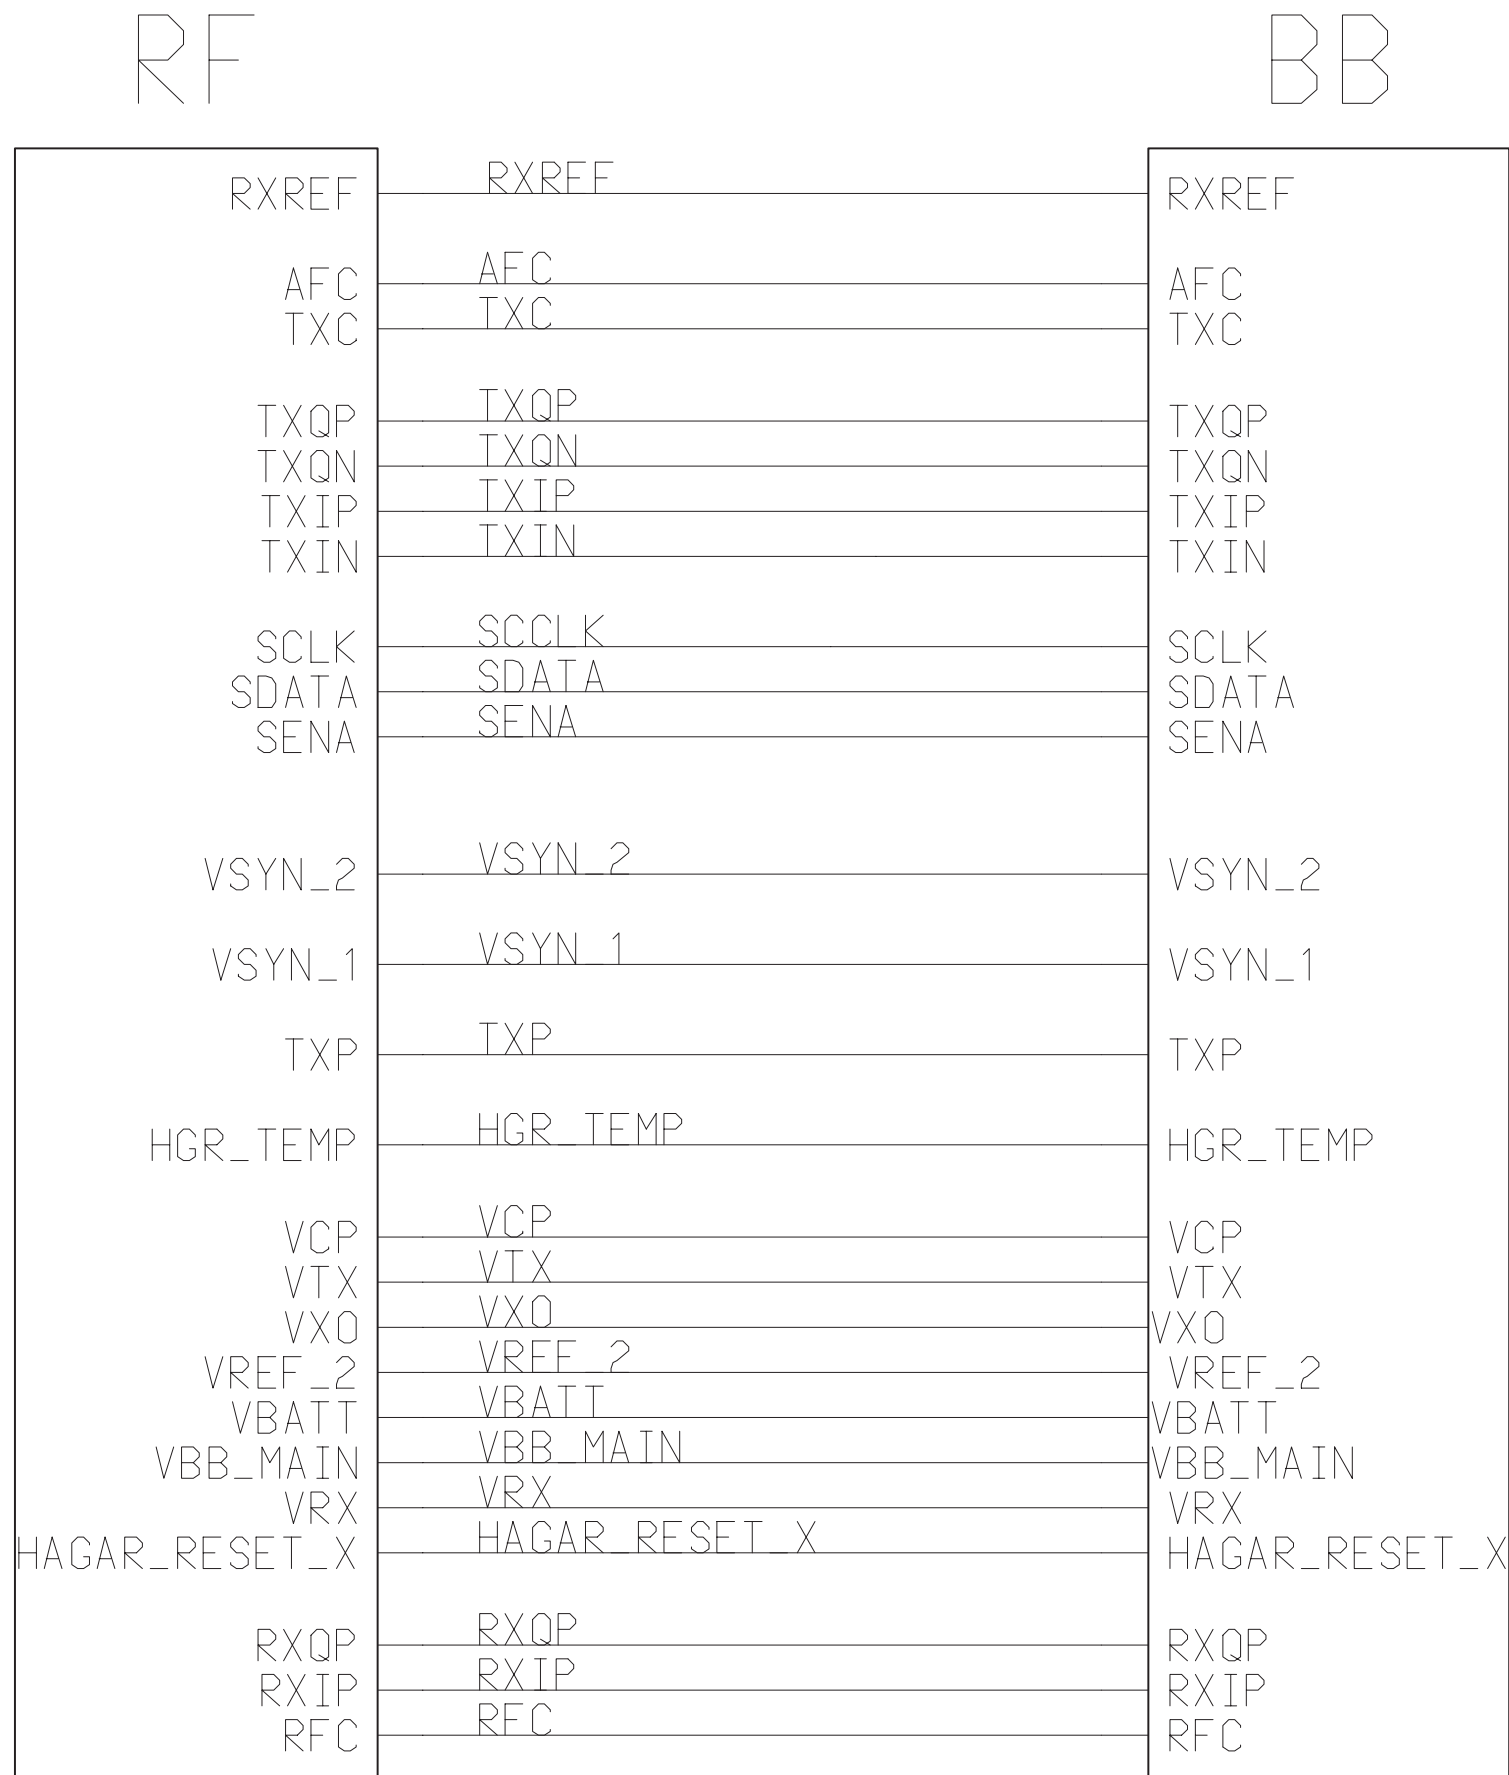 RF BB
RXREF RXREF RXREF
AFC AFC AFC
TXC TXC TXC
TXQP TXQP TXQP
TXQN TXQN TXQN
TXIP TXIP TXIP
TXIN TXIN TXIN
SCLK SCCLK SCLK
SDATA SDATA SDATA
SENA SENA SENA
VSYN_2 VSYN_2 VSYN_2
VSYN_1 VSYN_1 VSYN_1
TXP TXP TXP
HGR_TEMP HGR_TEMP HGR_TEMP
VCP VCP VCP
VTX VTX VTX
VXO VXO VXO
VREF_2 VREF_2 VREF_2
VBATT VBATT VBATT
VBB_MAIN VBB_MAIN VBB_MAIN
VRX VRX VRX
HAGAR_RESET_X HAGAR_RESET_X HAGAR_RESET_X
RXQP RXQP RXQP
RXIP RXIP RXIP
RFC RFC RFC